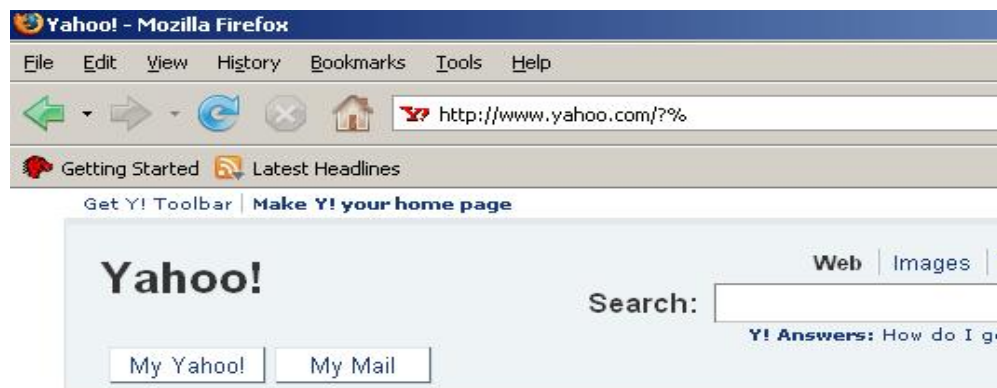 Yahoo! - Mozilla Firefox
File Edit View History Bookmarks Tools Help
http://www.yahoo.com/?%
Getting Started Latest Headlines
Get Y! Toolbar | Make Y! your home page
Yahoo!
Web | Images |
Search:
Y! Answers: How do I
My Yahoo! My Mail